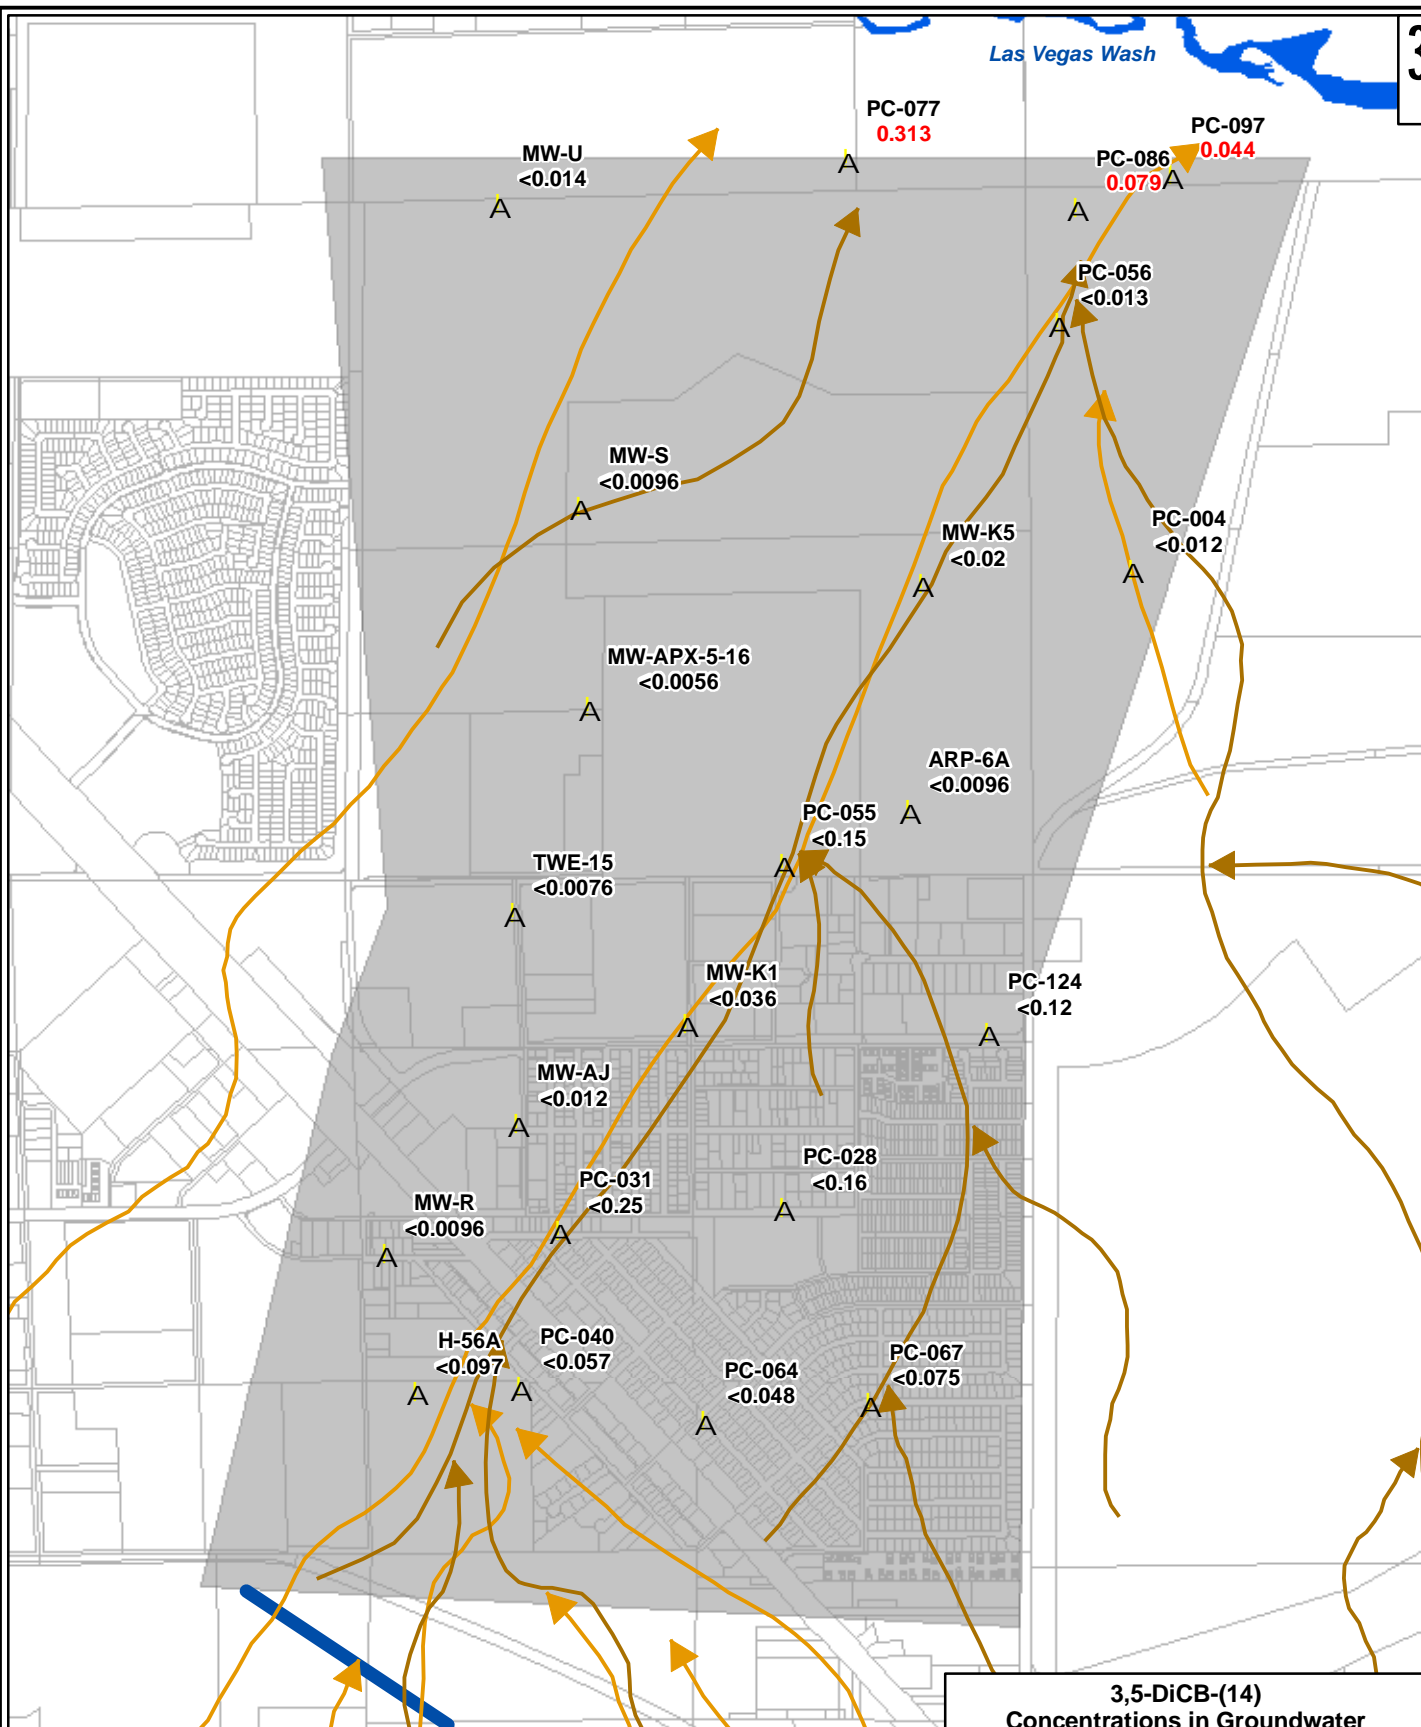 3
Las Vegas Wash
PC-077
0.313
PC-097
0.044
MW-U
<0.014
PC-086
0.079
A
A
A
A
PC-056
<0.013
A
MW-S
<0.0096
A
PC-004
<0.012
A
MW-K5
<0.02
A
MW-APX-5-16
<0.0056
A
ARP-6A
<0.0096
A
PC-055
<0.15
A
TWE-15
<0.0076
A
MW-K1
<0.036
A
PC-124
<0.12
A
MW-AJ
<0.012
A
PC-028
<0.16
A
PC-031
<0.25
A
MW-R
<0.0096
A
H-56A
<0.097
A
PC-040
<0.057
A
PC-064
<0.048
A
PC-067
<0.075
A
3,5-DiCB-(14)
Concentrations in Groundwater